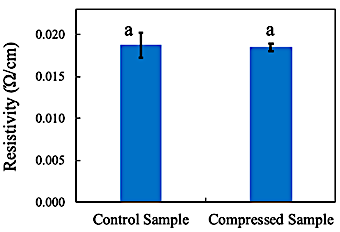 Resistivity (Ω/cm)
0.020
0.015
0.010
0.005
0.000
a
a
Control Sample
Compressed Sample